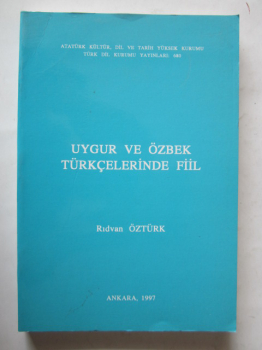 ATATÜRK KÜLTÜR, DİL VE TARİH YÜKSEK KURUMU
TÜRK DİL KURUMU YAYINLARI:
UYGUR VE ÖZBEK
TÜRKÇELERİNDE FİİL
Rıdvan ÖZTÜRK
ANKARA, 1997